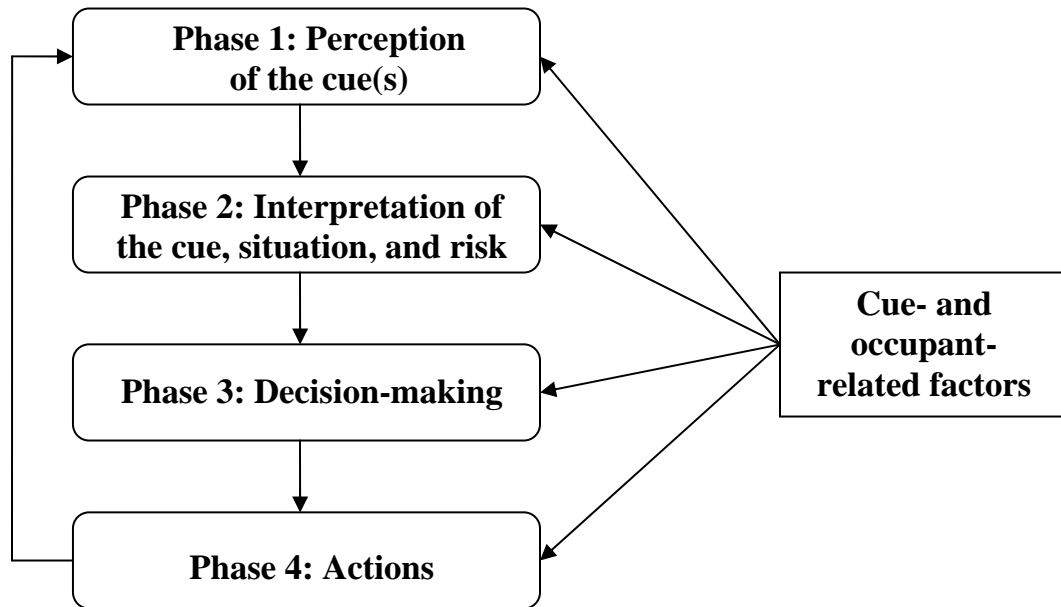 Phase 1: Perception
of the cue(s)
Phase 2: Interpretation of
the cue, situation, and risk
Phase 3: Decision-making
Phase 4: Actions
Cue- and
occupant-
related factors